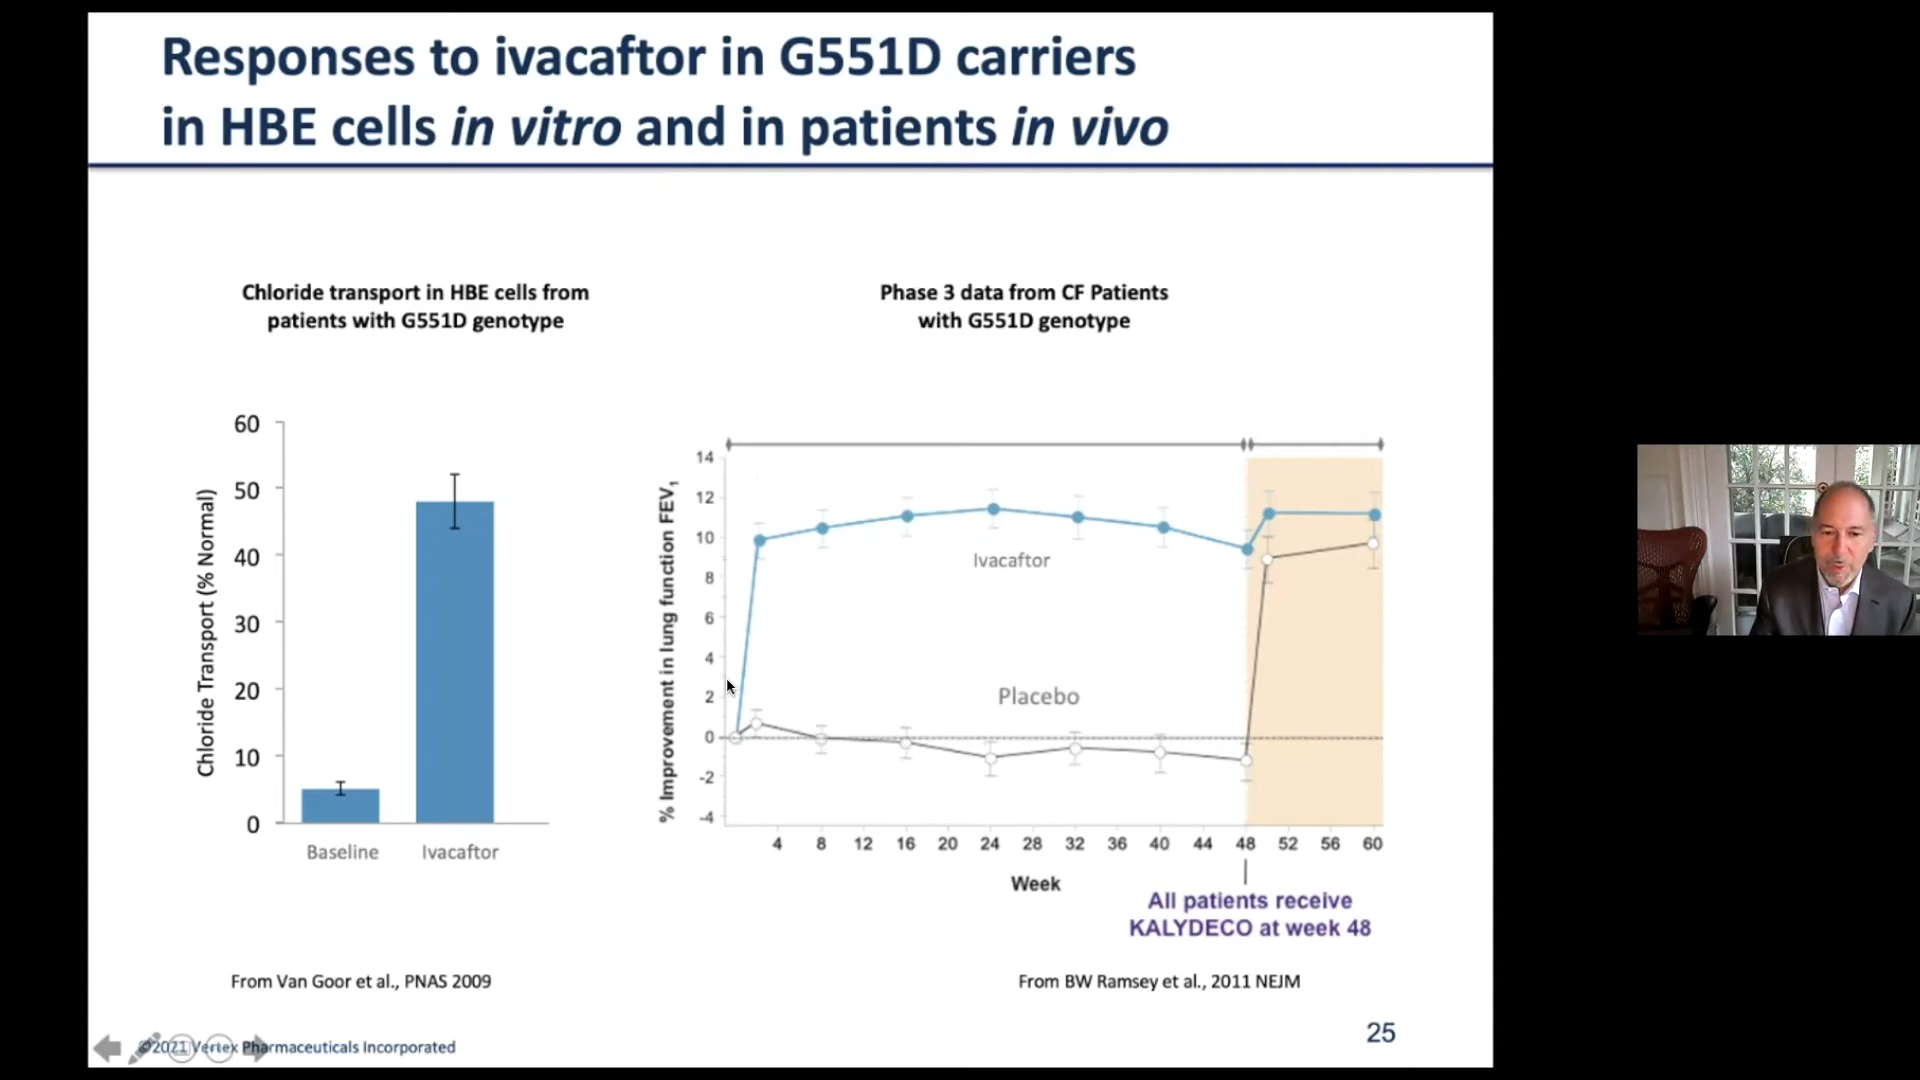 Responses to ivacaftor in G551D carriers
in HBE cells in vitro and in patients in vivo
Chloride transport in HBE cells from
patients with G551D genotype
Chloride Transport (% Normal)
60
50
40
30
20
10
0
Baseline Ivacaftor
From Van Goor et al., PNAS 2009
Phase 3 data from CF Patients
with G551D genotype
% Improvement in lung function FEV₁
14
12
10
8
6
4
2
0
-2
-4
Ivacaftor
Placebo
4 8 12 16 20 24 28 32 36 40 44 48 52 56 60
Week
All patients receive
KALYDECO at week 48
From BW Ramsey et al., 2011 NEJM
©2021 Vertex Pharmaceuticals Incorporated
25